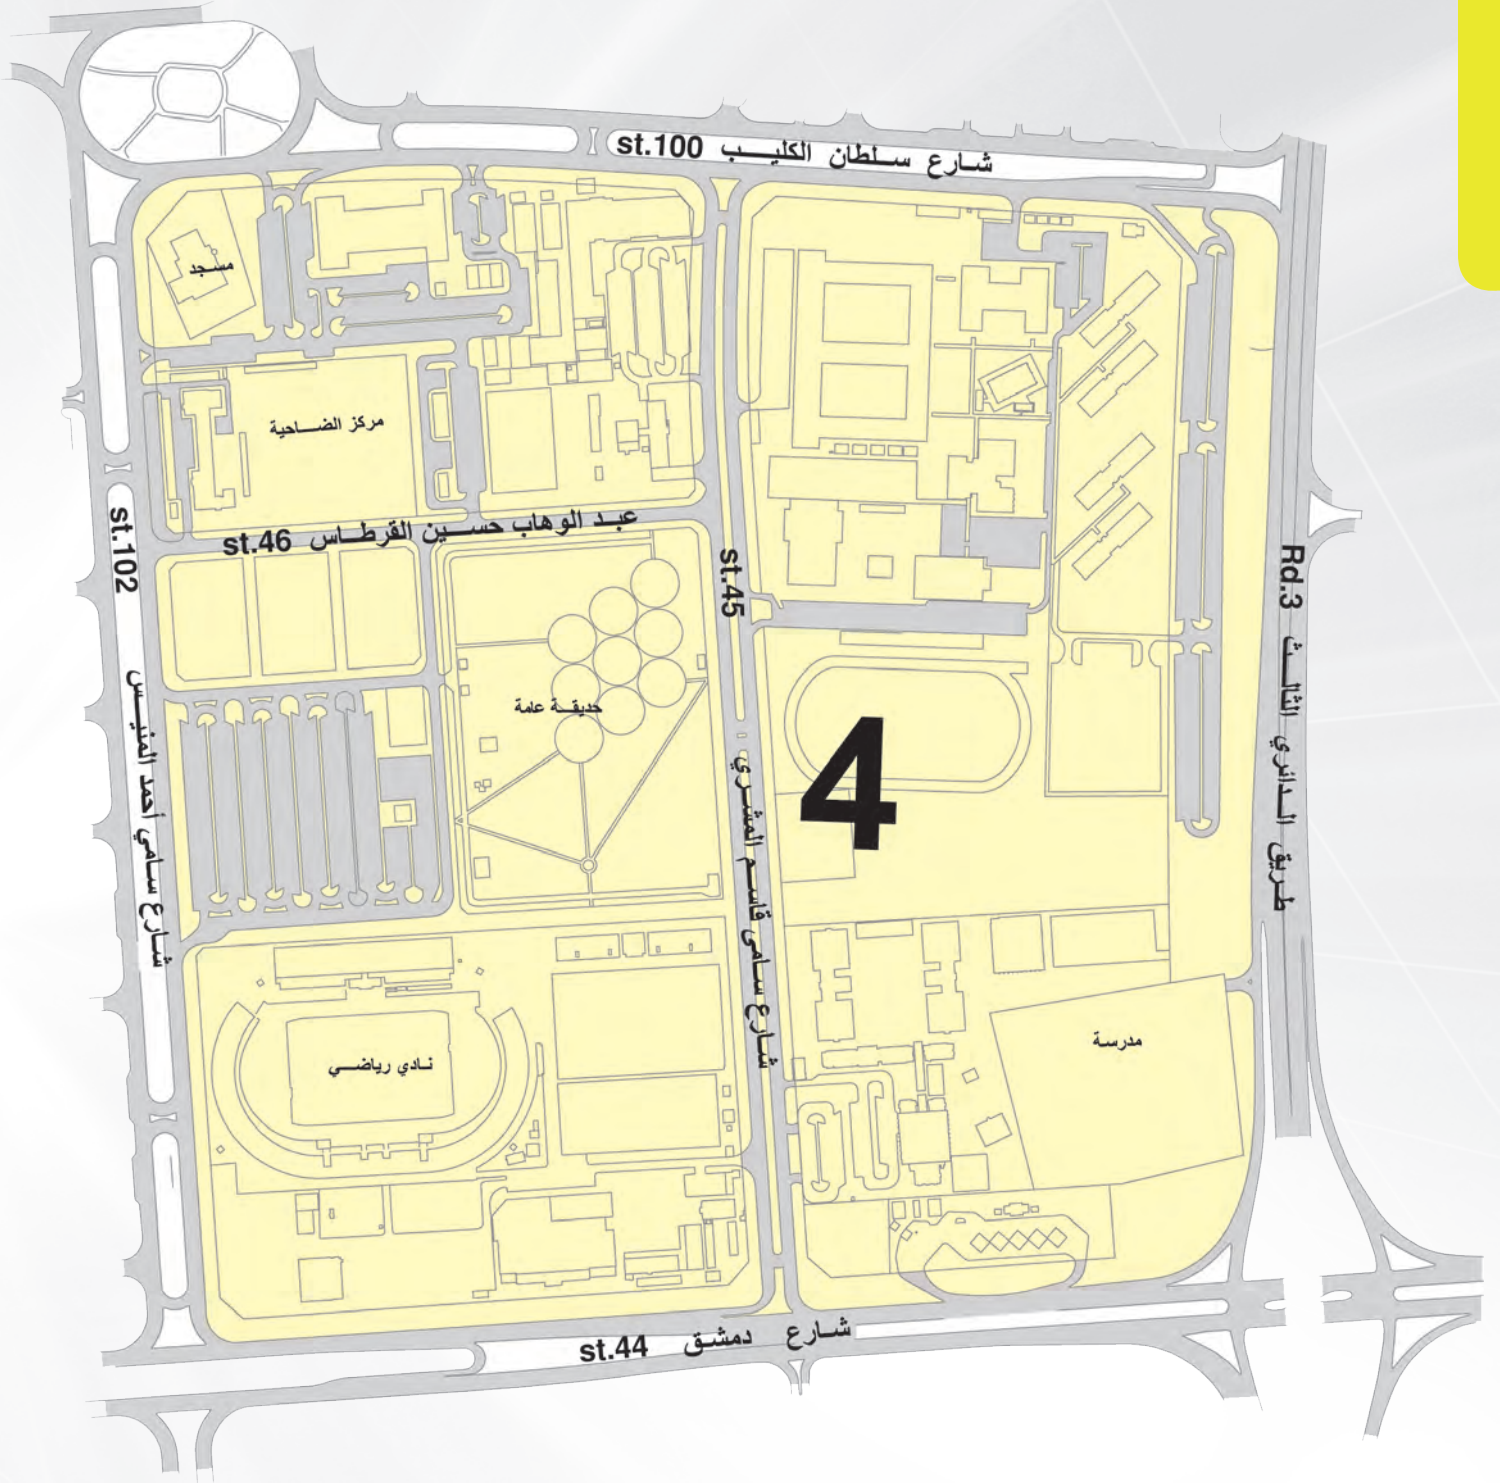 شارع سلطان الكليب st.100
مسجد
مركز الضاحية
عبد الوهاب حسين القرطاس st.46
st.102
شارع سامي أحمد المنيس
st.45
شارع سامي قاسم المشري
Rd.3
طريق الدائري الثالث
حديقة عامة
4
نادي رياضي
مدرسة
شارع دمشق st.44